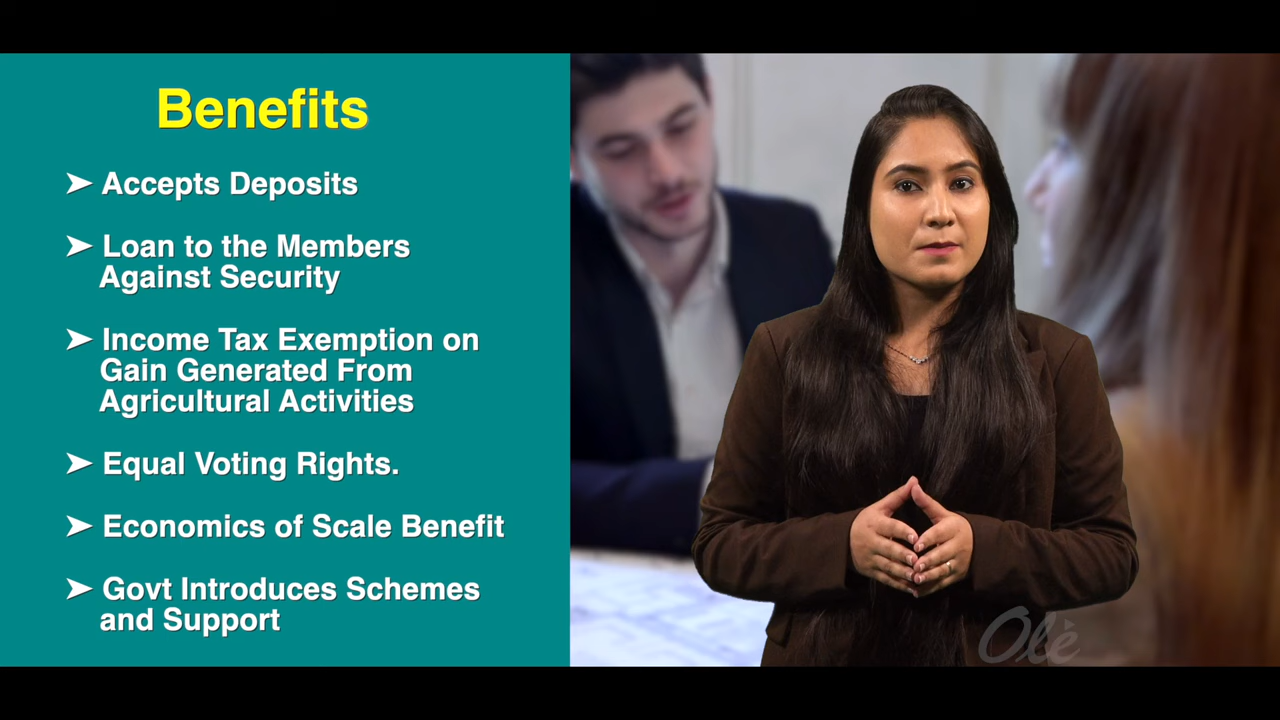 Benefits
➤ Accepts Deposits
➤ Loan to the Members
Against Security
➤ Income Tax Exemption on
Gain Generated From
Agricultural Activities
➤ Equal Voting Rights.
➤ Economics of Scale Benefit
➤ Govt Introduces Schemes
and Support
Olè